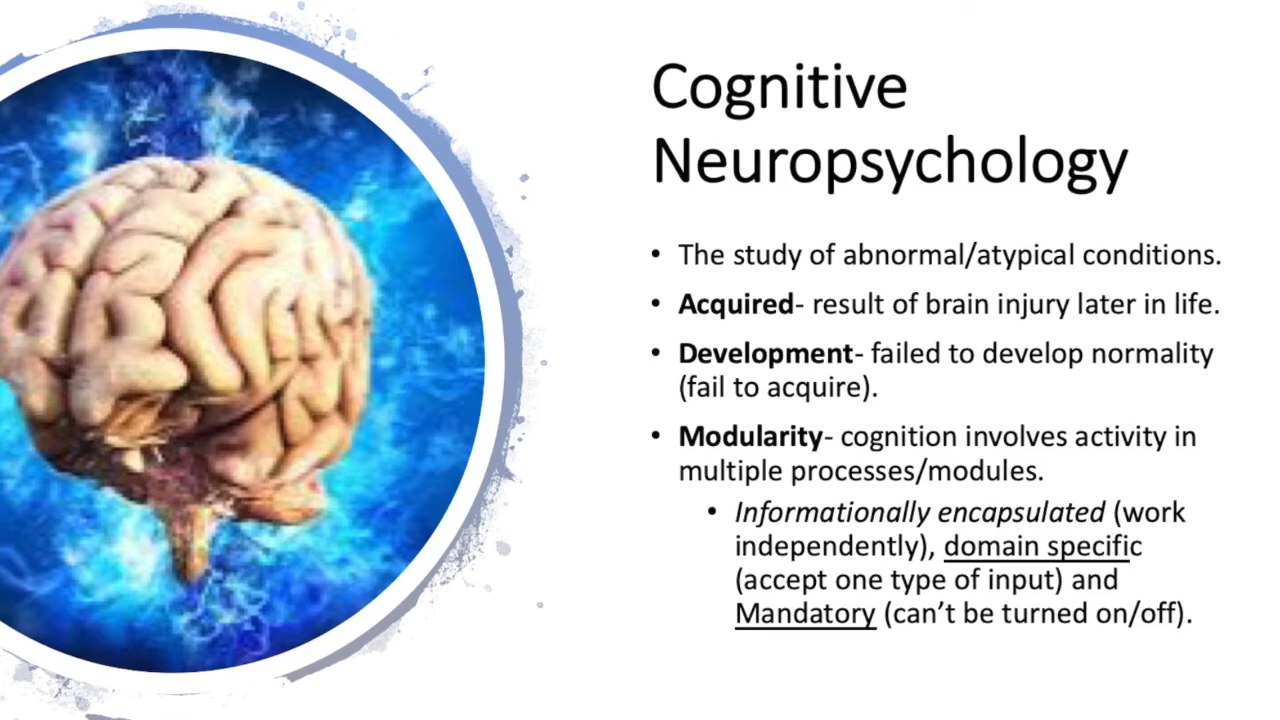 Cognitive
Neuropsychology
• The study of abnormal/atypical conditions.
• Acquired- result of brain injury later in life.
• Development- failed to develop normality
(fail to acquire).
• Modularity- cognition involves activity in
multiple processes/modules.
• Informationally encapsulated (work
independently), domain specific
(accept one type of input) and
Mandatory (can’t be turned on/off).